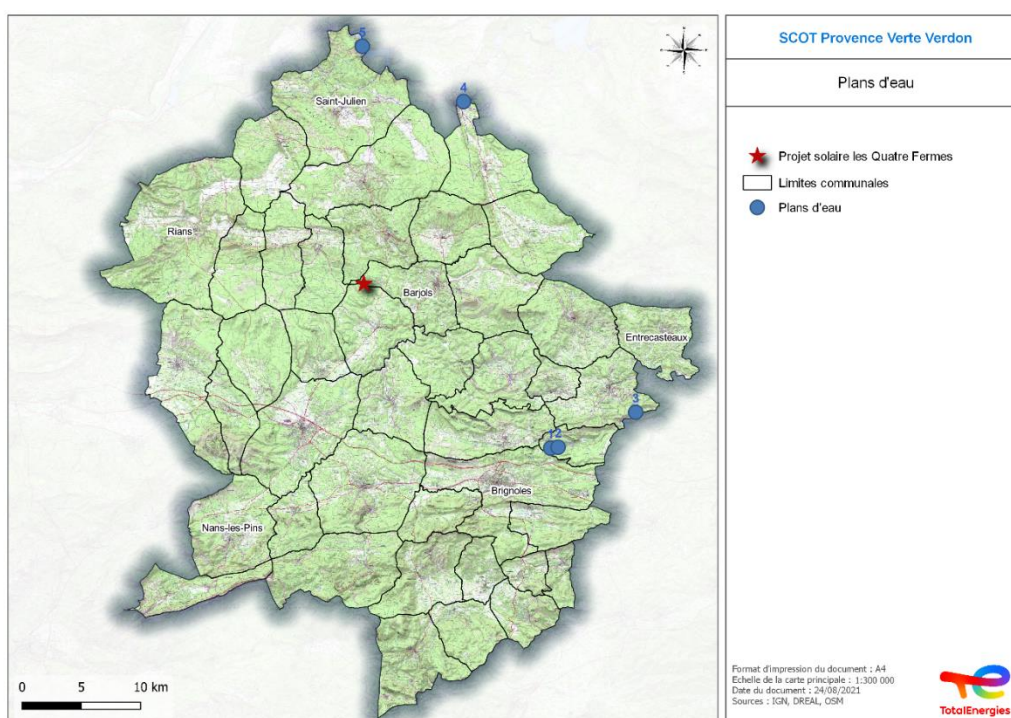 5
4
Saint-Julien
Rians
Barjols
Entrecasteaux
3
1 2
Brignoles
Nans-les-Pins
0 5 10 km
SCOT Provence Verte Verdon
Plans d'eau
Projet solaire les Quatre Fermes
Limites communales
Plans d'eau
Format d'impression du document : A4
Echelle de la carte principale : 1:300 000
Date du document : 24/08/2021
Sources : IGN, DREAL, OSM
TotalEnergies